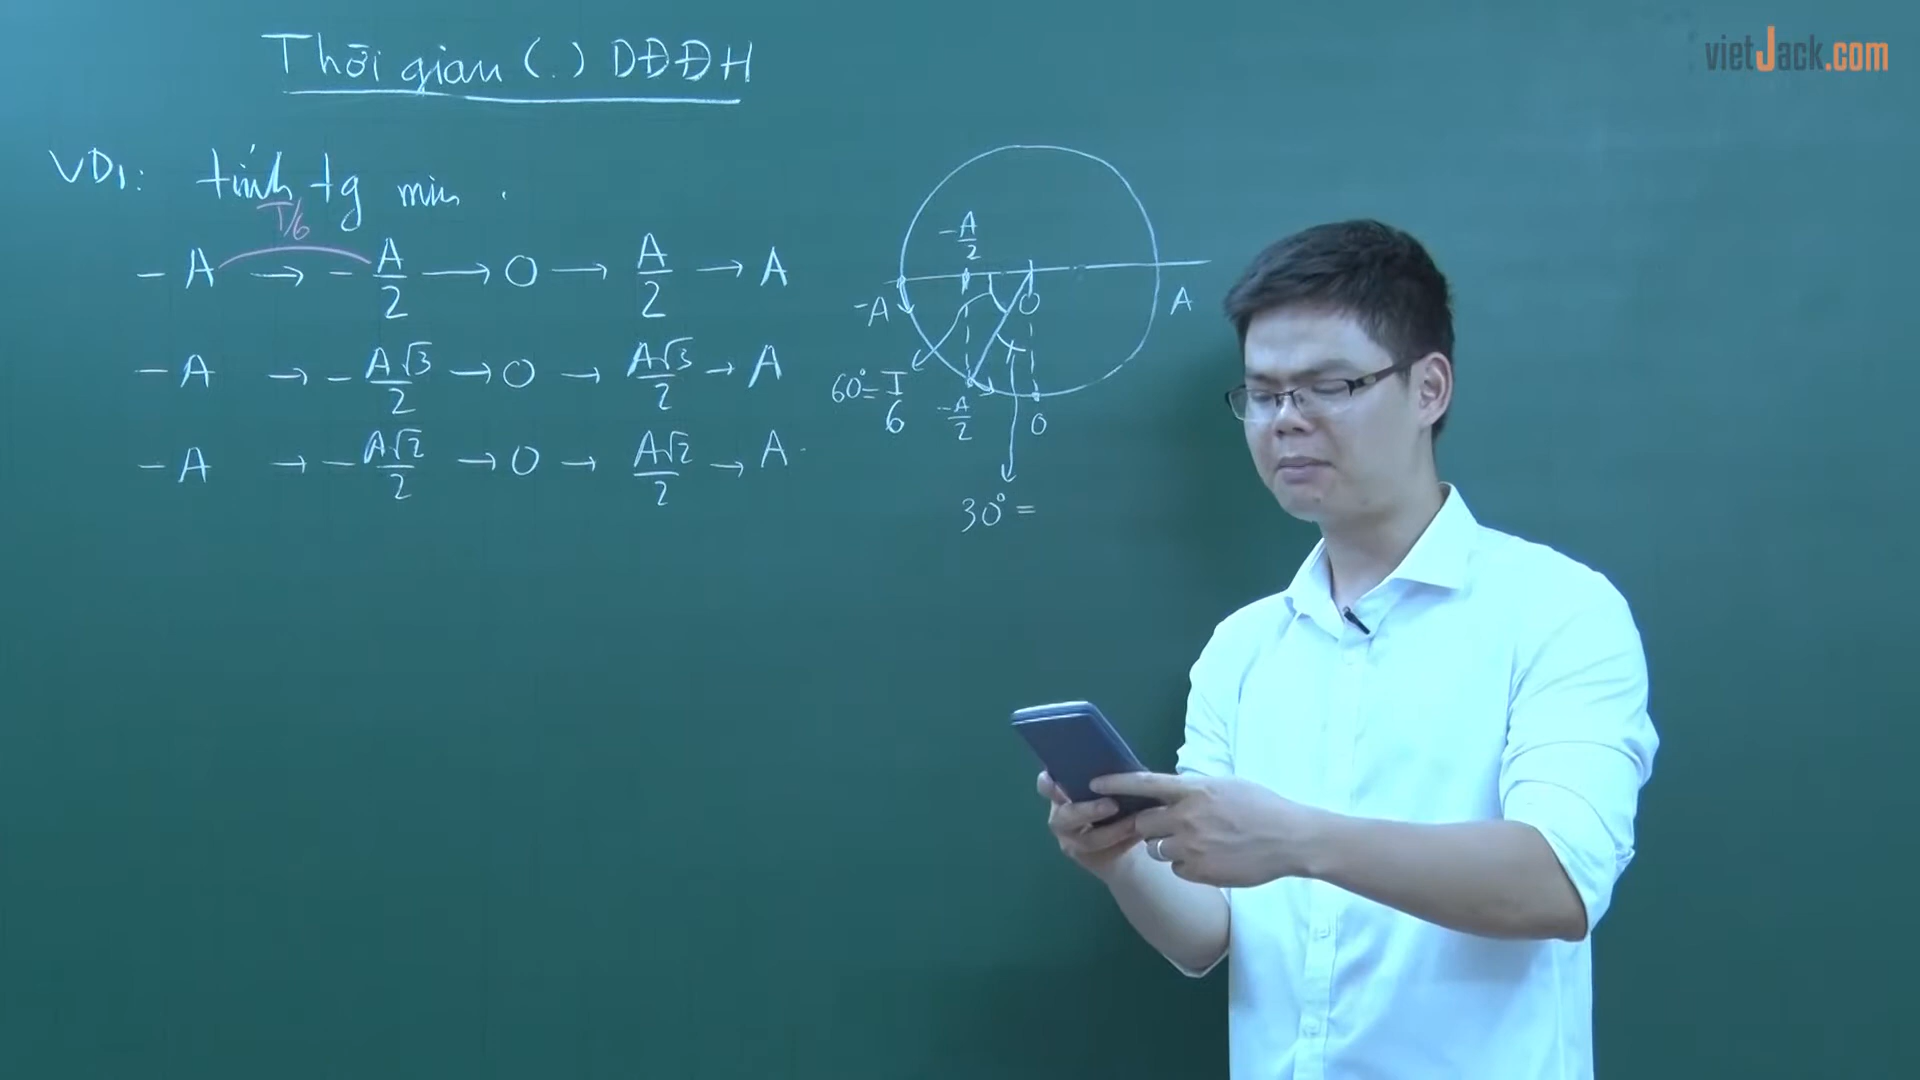 Thời gian (.) DĐĐH
vietJack.com
VD1: tính tg min.
T/6
-A → -A/2 → O → A/2 → A
-A → -A√3/2 → O → A√3/2 → A
-A → -A√2/2 → O → A√2/2 → A
-A/2
-A O A
60° = T/6
-A/2 O
30° =